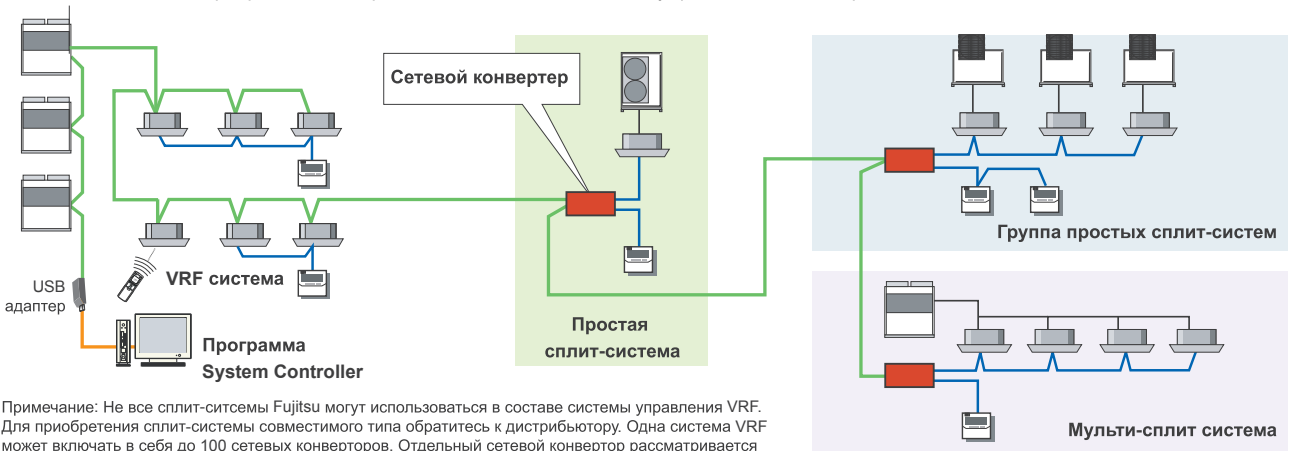 Сетевой конвертер
Группа простых сплит-систем
VRF система
USB
адаптер
Простая
сплит-система
Программа
System Controller
Мульти-сплит система
Примечание: Не все сплит-ситсемы Fujitsu могут использоваться в составе системы управления VRF.
Для приобретения сплит-системы совместимого типа обратитесь к дистрибьютору. Одна система VRF
может включать в себя до 100 сетевых конверторов. Отдельный сетевой конвертор рассматривается